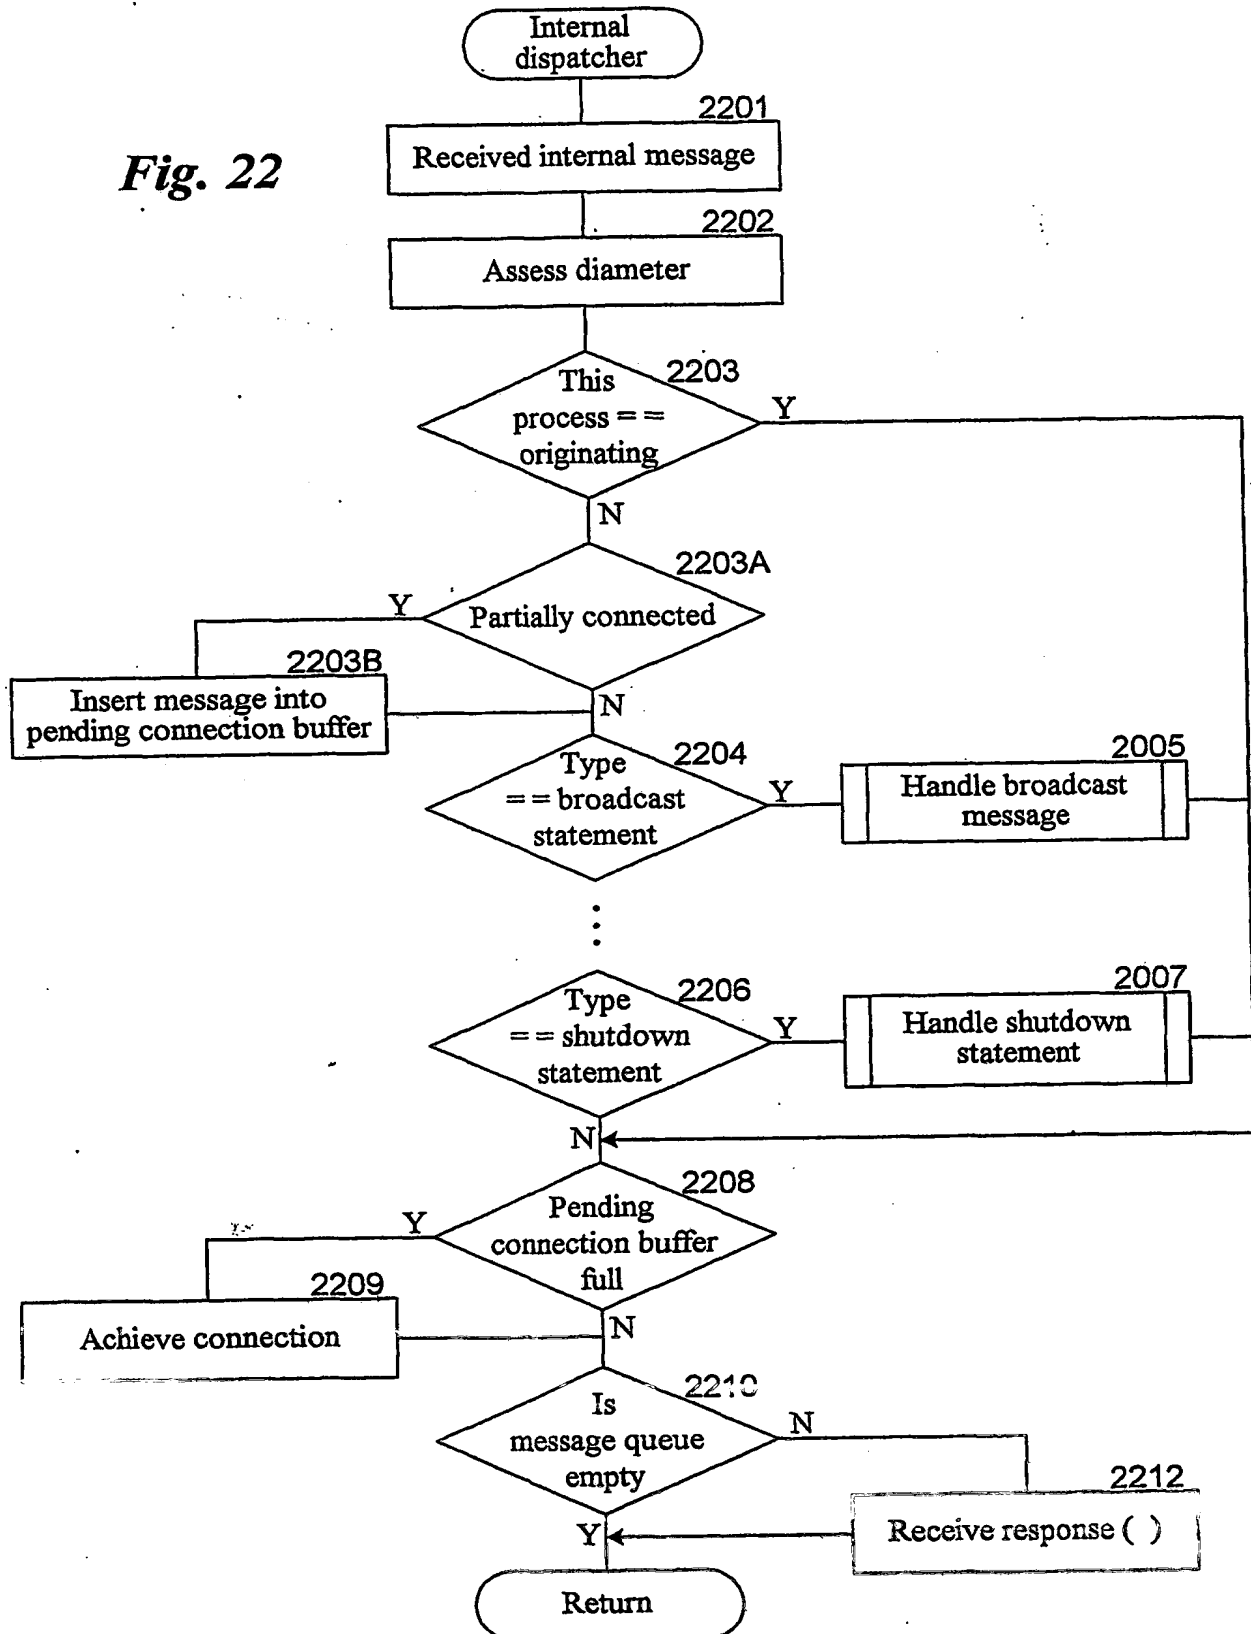 Internal
dispatcher
2201
Received internal message
Fig. 22
2202
Assess diameter
2203
This
process = =
originating
Y
N
2203A
Partially connected
Y
2203B
Insert message into
pending connection buffer
N
2204
Type
= = broadcast
statement
Y
2005
Handle broadcast
message
2206
Type
= = shutdown
statement
Y
2007
Handle shutdown
statement
N
2208
Pending
connection buffer
full
Y
2209
Achieve connection
N
2210
Is
message queue
empty
N
2212
Receive response ( )
Y
Return